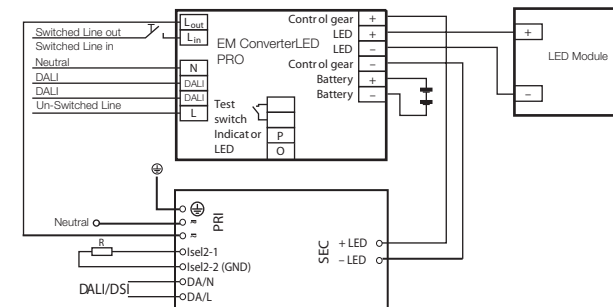 Switched Line out
Switched Line in
Neutral
DALI
DALI
Un-Switched Line
Lout
Lin
N
DALI
DALI
L
EM ConverterLED
PRO
Test
switch
Indicator
LED
P
O
Control gear +
LED +
LED –
Control gear –
Battery +
Battery –
+
–
LED Module
Neutral
R
PRI
Isel2-1
Isel2-2 (GND)
DALI/DSI
DA/N
DA/L
SEC
+ LED
– LED